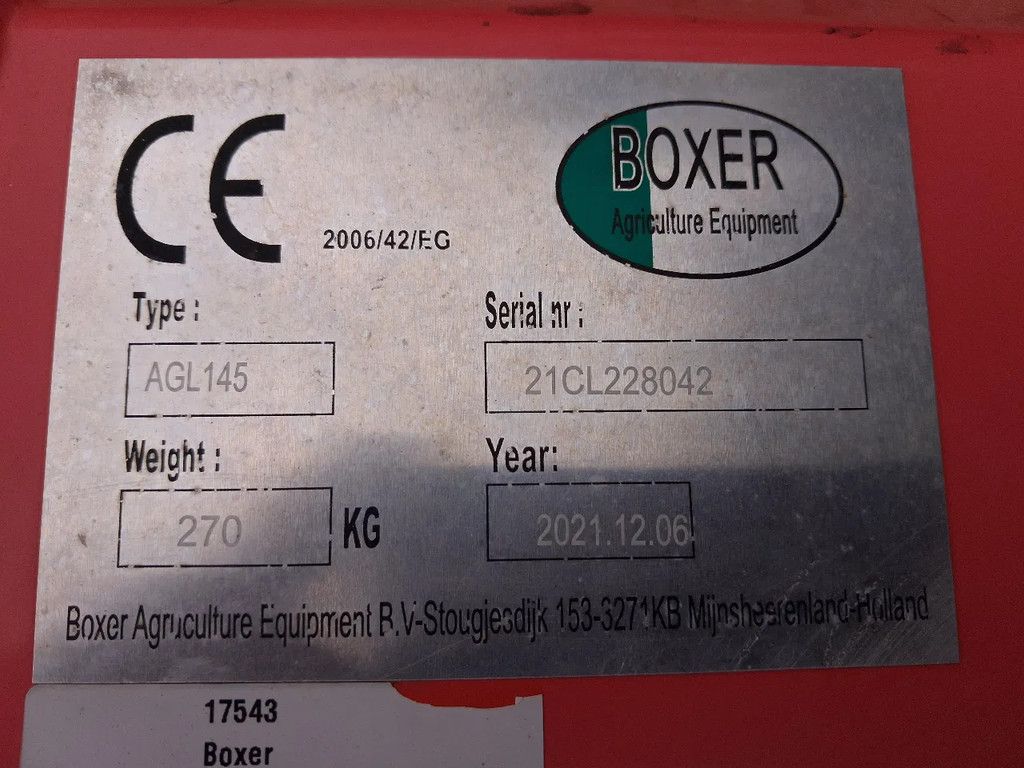 CE
2006/42/EG
BOXER
Agriculture Equipment
Type :
Serial nr :
AGL145
21CL228042
Weight :
Year:
270 KG
2021.12.06
Boxer Agruculture Equipment B.V-Stougjesdijk 153-3271KB Mijnsheerenland-Holland
17543
Boxer